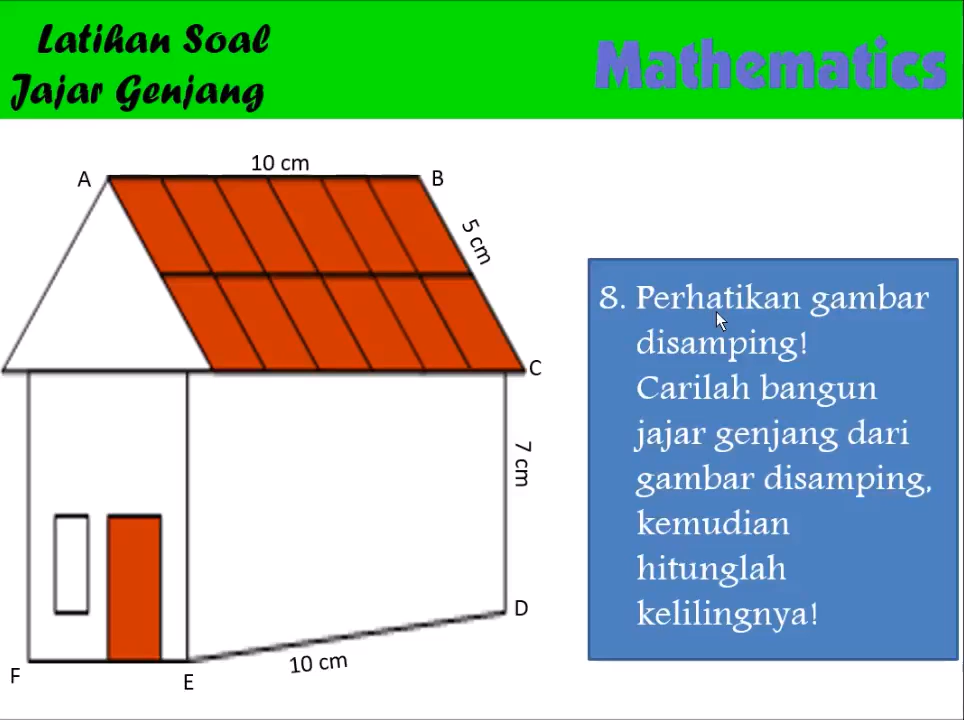 Latihan Soal
Jajar Genjang
Mathematics
10 cm
A
B
5 cm
C
7 cm
D
10 cm
F
E
8. Perhatikan gambar
disamping!
Carilah bangun
jajar genjang dari
gambar disamping,
kemudian
hitunglah
kelilingnya!